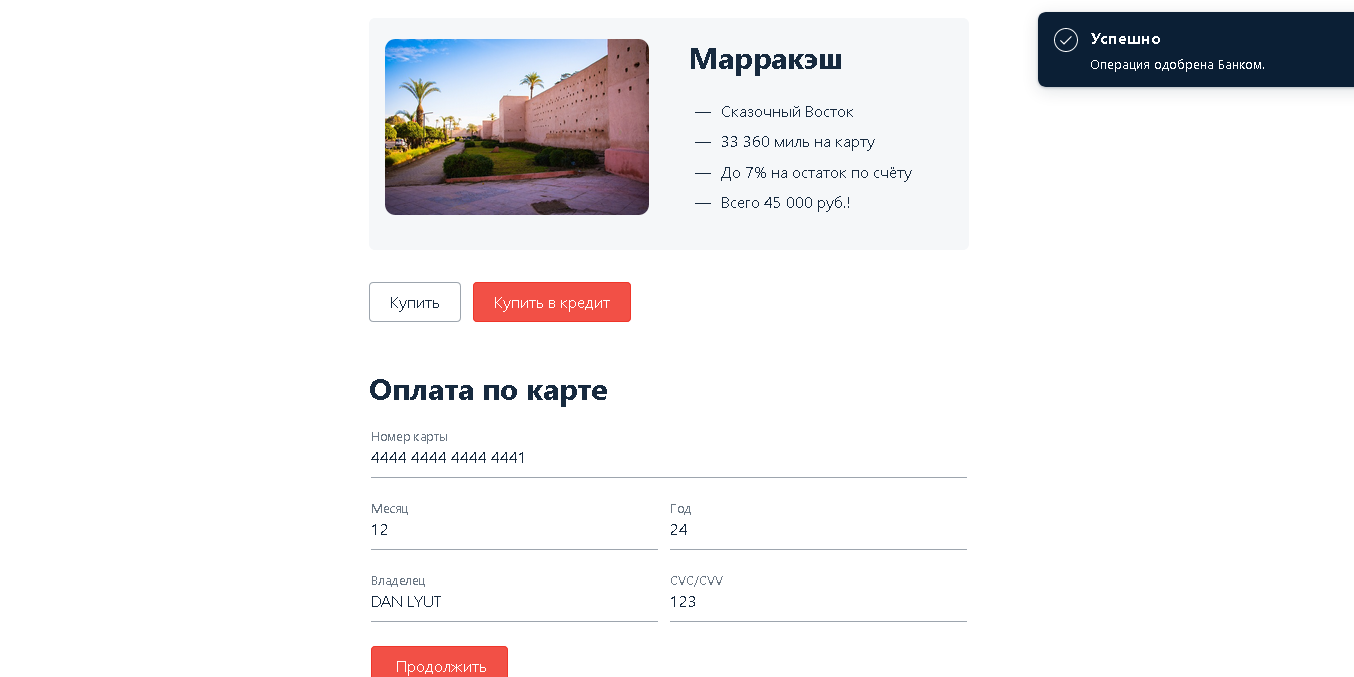 Марракэш
— Сказочный Восток
— 33 360 миль на карту
— До 7% на остаток по счёту
— Всего 45 000 руб.!
Успешно
Операция одобрена Банком.
Купить
Купить в кредит
Оплата по карте
Номер карты
4444 4444 4444 4441
Месяц
12
Год
24
Владелец
DAN LYUT
CVC/CVV
123
Продолжить